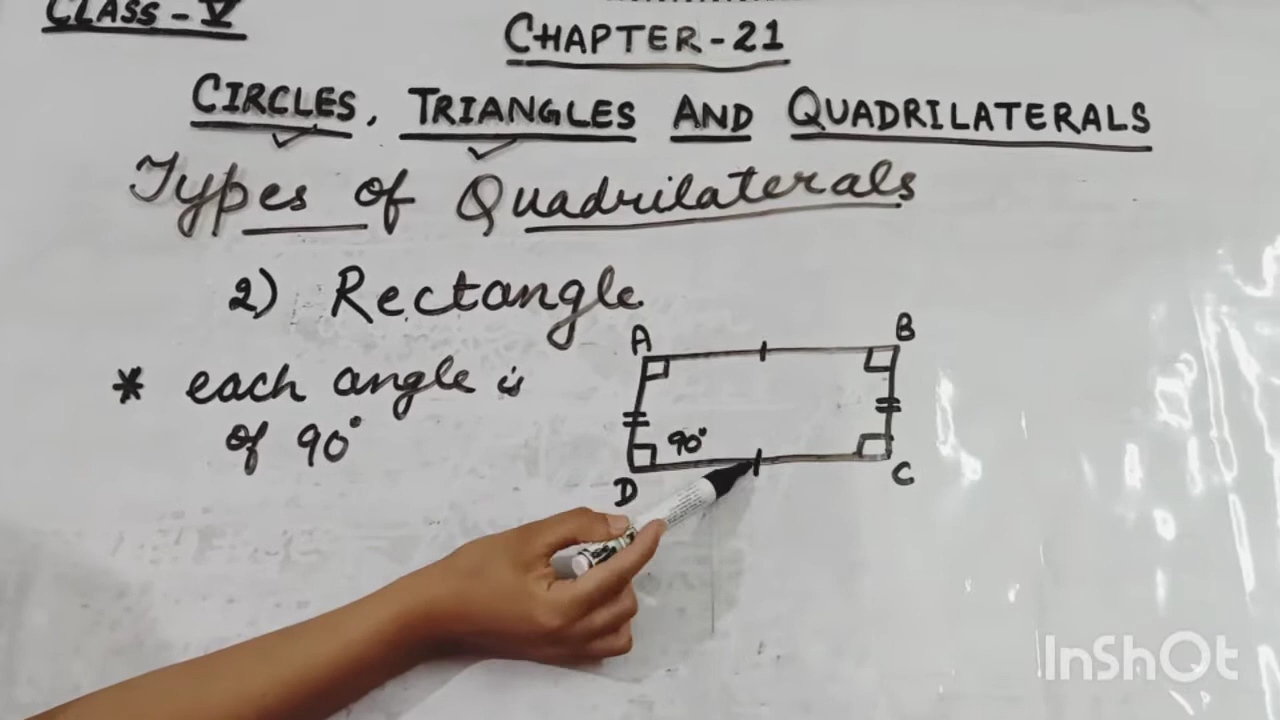 CLASS - V
CHAPTER - 21
CIRCLES, TRIANGLES AND QUADRILATERALS
Types of Quadrilaterals
2) Rectangle
* each angle is
of 90°
A
B
90°
D
C
InShOt